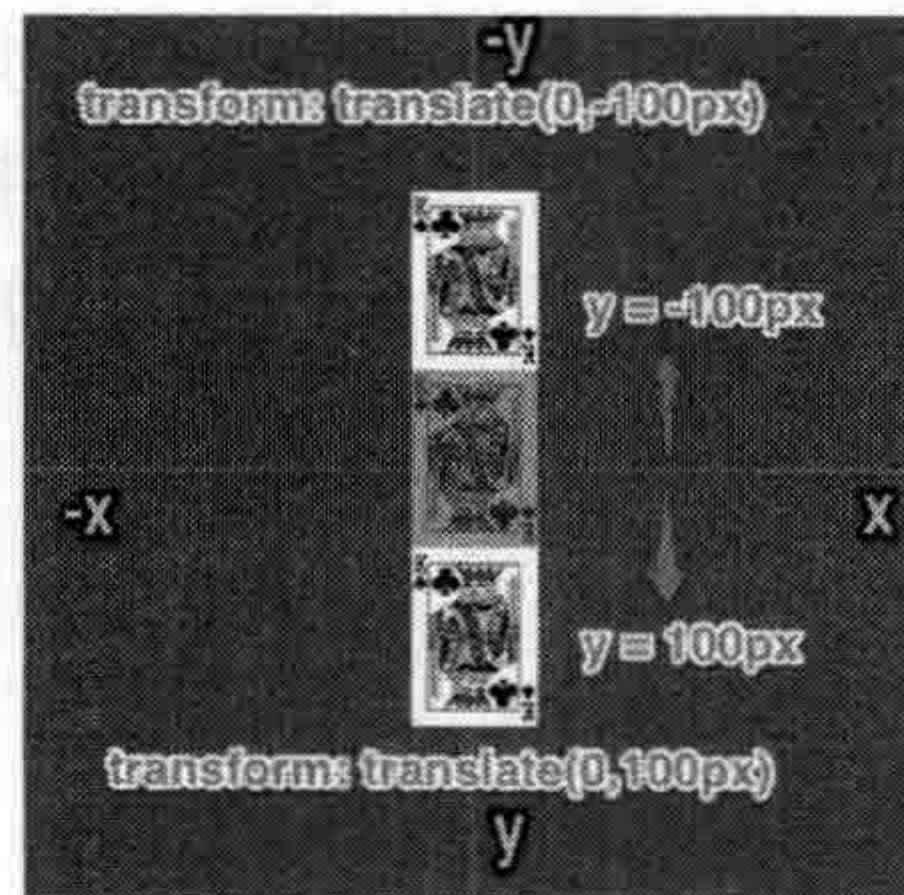 -y
transform: translate(0,-100px)
K
y = -100px
-x
x
K
y = 100px
transform: translate(0,100px)
y